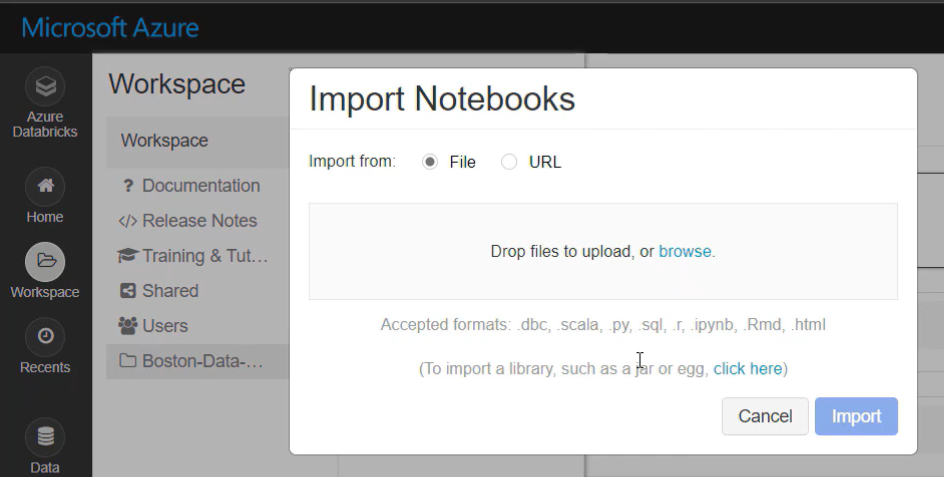 Microsoft Azure
Azure
Databricks
Home
Workspace
Recents
Data
Workspace
Workspace
? Documentation
</> Release Notes
Training & Tut...
Shared
Users
Boston-Data-...
Import Notebooks
Import from: File URL
Drop files to upload, or browse.
Accepted formats: .dbc, .scala, .py, .sql, .r, .ipynb, .Rmd, .html
(To import a library, such as a jar or egg, click here)
Cancel Import